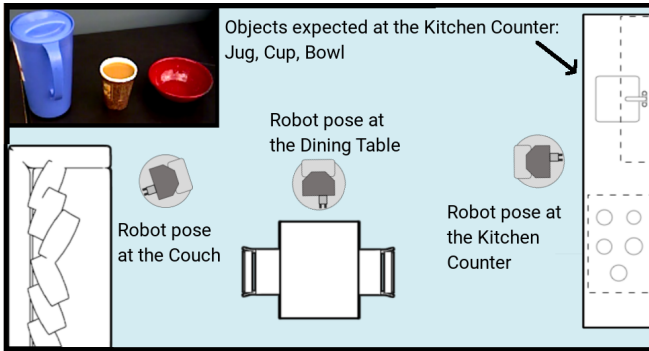 Objects expected at the Kitchen Counter:
Jug, Cup, Bowl
Robot pose at
the Dining Table
Robot pose
at the Couch
Robot pose at
the Kitchen
Counter